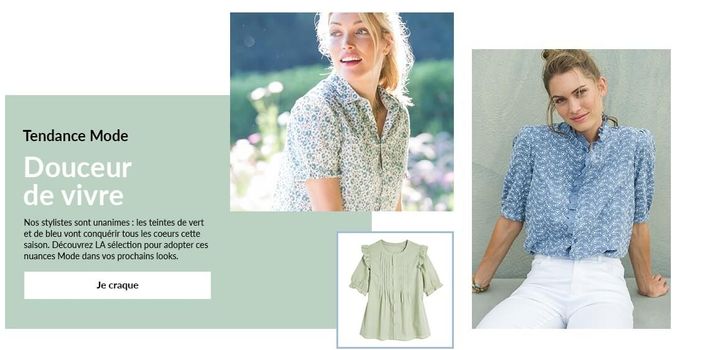 Tendance Mode
Douceur
de vivre
Nos stylistes sont unanimes : les teintes de vert
et de bleu vont conquérir tous les coeurs cette
saison. Découvrez LA sélection pour adopter ces
nuances Mode dans vos prochains looks.
Je craque